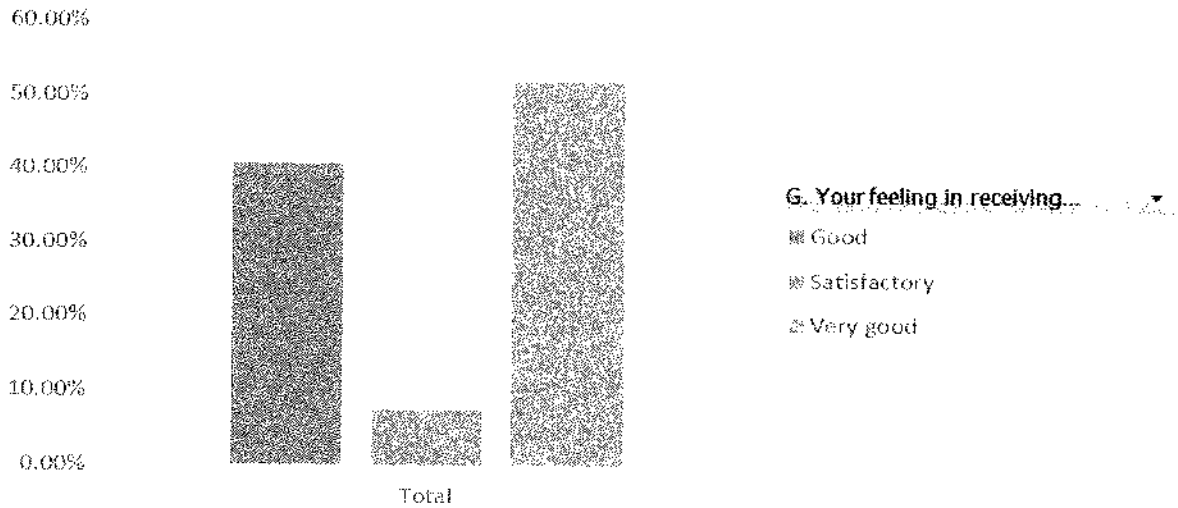 60.00%
50.00%
40.00%
30.00%
20.00%
10.00%
0.00%
Total
G. Your feeling in receiving...
Good
Satisfactory
Very good